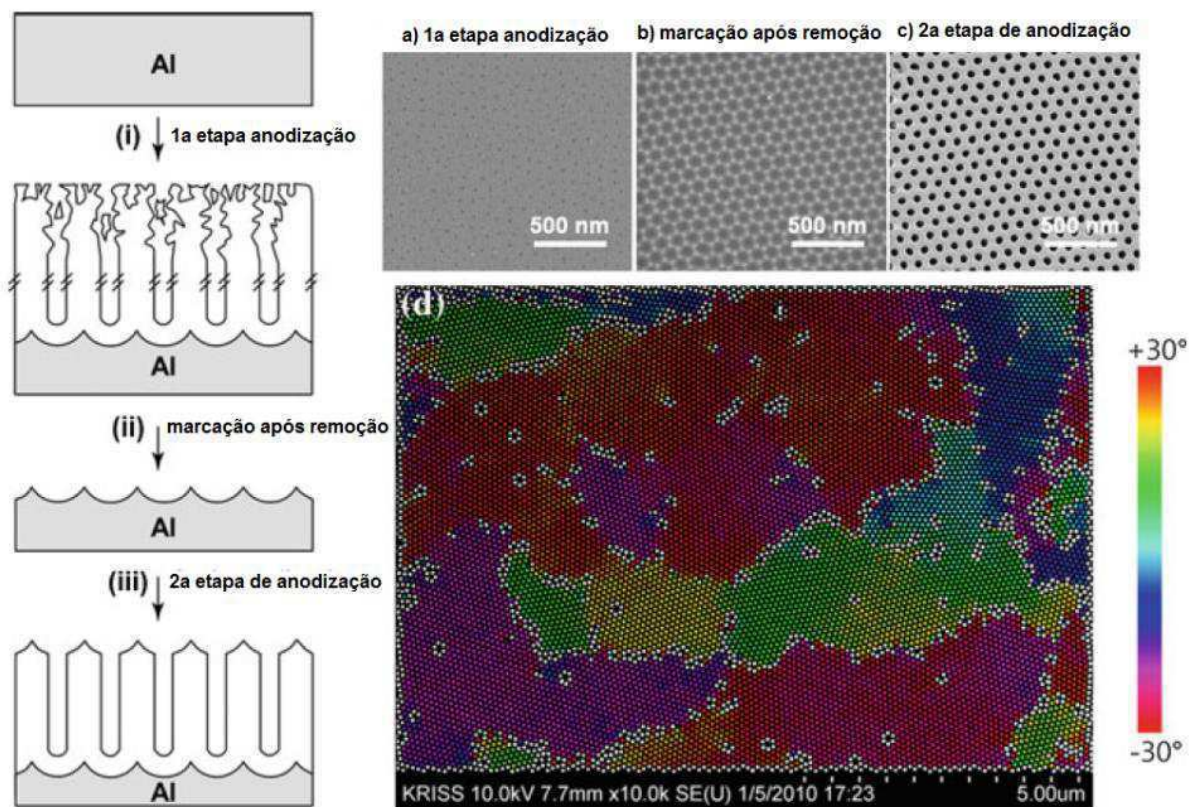 Al
(i)
1a etapa anodização
Al
(ii)
marcação após remoção
Al
(iii)
2a etapa de anodização
Al
a) 1a etapa anodização
b) marcação após remoção
c) 2a etapa de anodização
500 nm
500 nm
500 nm
(d)
+30°
-30°
KRISS 10.0kV 7.7mm x10.0k SE(U) 1/5/2010 17:23
5.00um